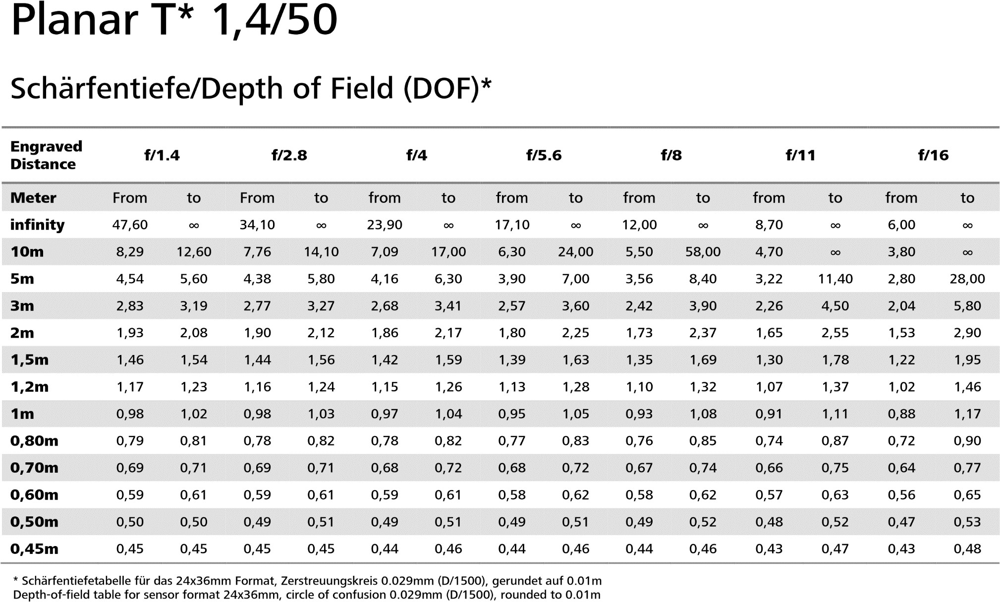 Planar T* 1,4/50
Schärfentiefe/Depth of Field (DOF)*
Engraved Distance f/1.4 f/2.8 f/4 f/5.6 f/8 f/11 f/16
Meter From to From to from to from to from to from to from to
infinity 47,60 ∞ 34,10 ∞ 23,90 ∞ 17,10 ∞ 12,00 ∞ 8,70 ∞ 6,00 ∞
10m 8,29 12,60 7,76 14,10 7,09 17,00 6,30 24,00 5,50 58,00 4,70 ∞ 3,80 ∞
5m 4,54 5,60 4,38 5,80 4,16 6,30 3,90 7,00 3,56 8,40 3,22 11,40 2,80 28,00
3m 2,83 3,19 2,77 3,27 2,68 3,41 2,57 3,60 2,42 3,90 2,26 4,50 2,04 5,80
2m 1,93 2,08 1,90 2,12 1,86 2,17 1,80 2,25 1,73 2,37 1,65 2,55 1,53 2,90
1,5m 1,46 1,54 1,44 1,56 1,42 1,59 1,39 1,63 1,35 1,69 1,30 1,78 1,22 1,95
1,2m 1,17 1,23 1,16 1,24 1,15 1,26 1,13 1,28 1,10 1,32 1,07 1,37 1,02 1,46
1m 0,98 1,02 0,98 1,03 0,97 1,04 0,95 1,05 0,93 1,08 0,91 1,11 0,88 1,17
0,80m 0,79 0,81 0,78 0,82 0,78 0,82 0,77 0,83 0,76 0,85 0,74 0,87 0,72 0,90
0,70m 0,69 0,71 0,69 0,71 0,68 0,72 0,68 0,72 0,67 0,74 0,66 0,75 0,64 0,77
0,60m 0,59 0,61 0,59 0,61 0,59 0,61 0,58 0,62 0,58 0,62 0,57 0,63 0,56 0,65
0,50m 0,50 0,50 0,49 0,51 0,49 0,51 0,49 0,51 0,49 0,52 0,48 0,52 0,47 0,53
0,45m 0,45 0,45 0,45 0,45 0,44 0,46 0,44 0,46 0,44 0,46 0,43 0,47 0,43 0,48
* Schärfentiefetabelle für das 24x36mm Format, Zerstreuungskreis 0.029mm (D/1500), gerundet auf 0.01m
Depth-of-field table for sensor format 24x36mm, circle of confusion 0.029mm (D/1500), rounded to 0.01m